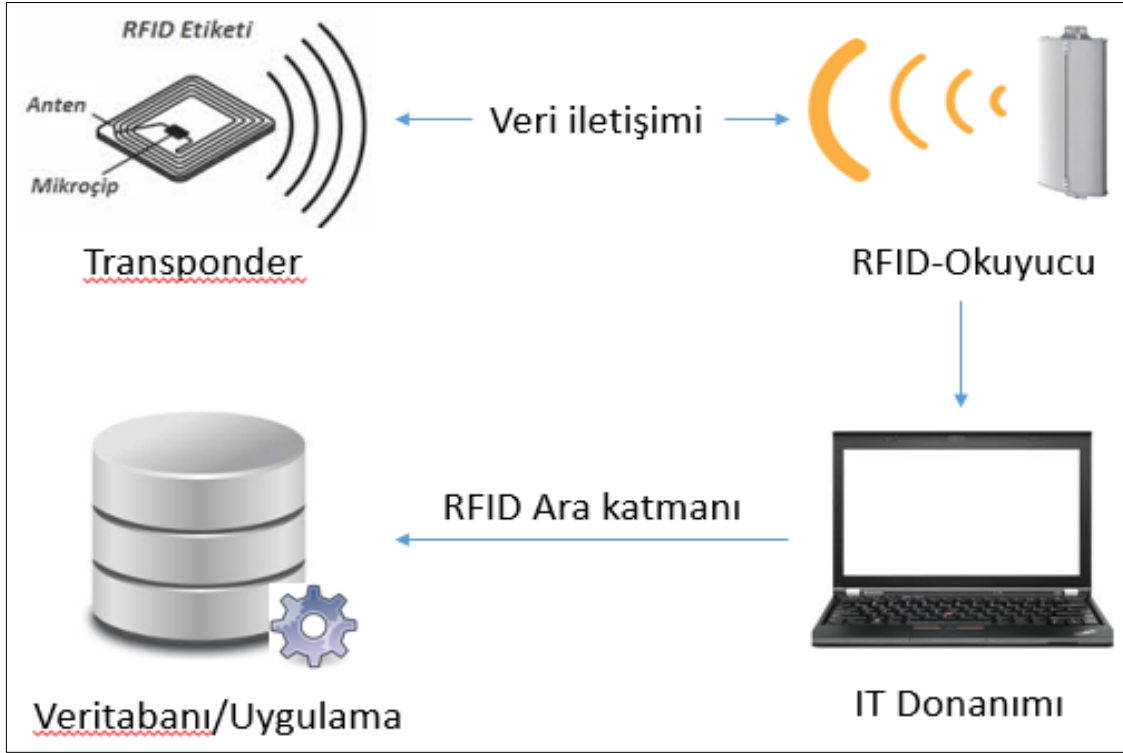 RFID Etiketi
Anten
Mikroçip
Veri iletişimi
Transponder
RFID-Okuyucu
RFID Ara katmanı
Veritabanı/Uygulama
IT Donanımı